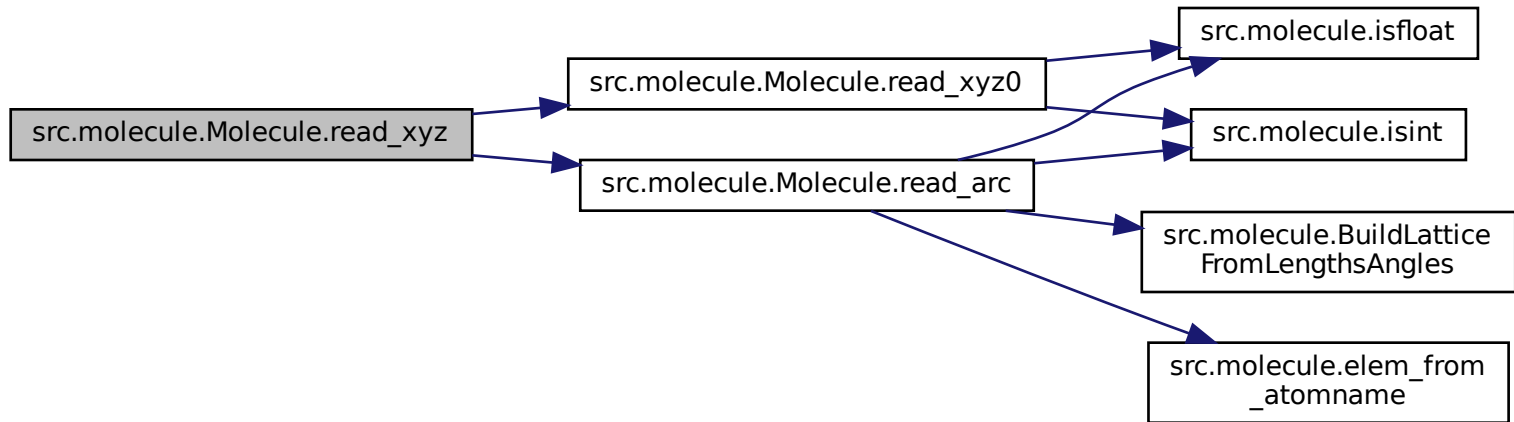 src.molecule.Molecule.read_xyz
src.molecule.Molecule.read_xyz0
src.molecule.Molecule.read_arc
src.molecule.isfloat
src.molecule.isint
src.molecule.BuildLattice
FromLengthsAngles
src.molecule.elem_from
_atomname